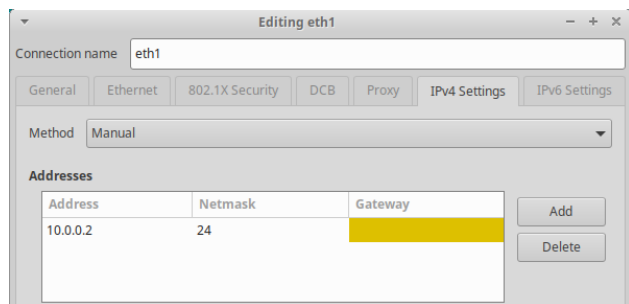 Editing eth1
Connection name eth1
General Ethernet 802.1X Security DCB Proxy IPv4 Settings IPv6 Settings
Method Manual
Addresses
Address Netmask Gateway
Add
10.0.0.2 24
Delete